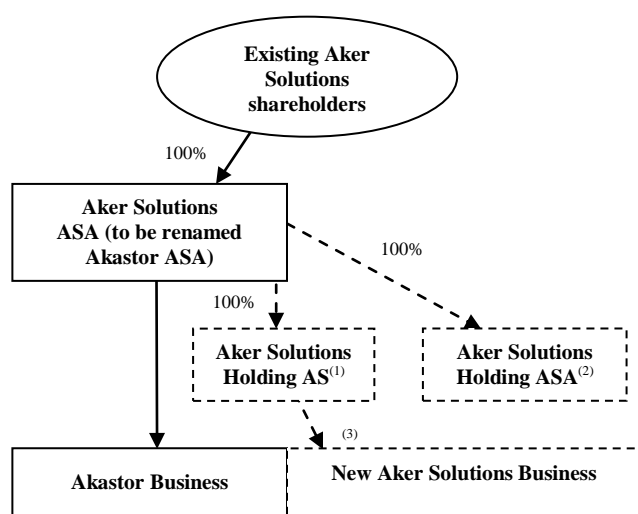 Existing Aker
Solutions
shareholders
100%
Aker Solutions
ASA (to be renamed
Akastor ASA)
100%
100%
Aker Solutions
Holding AS(1)
Aker Solutions
Holding ASA(2)
(3)
Akastor Business
New Aker Solutions Business